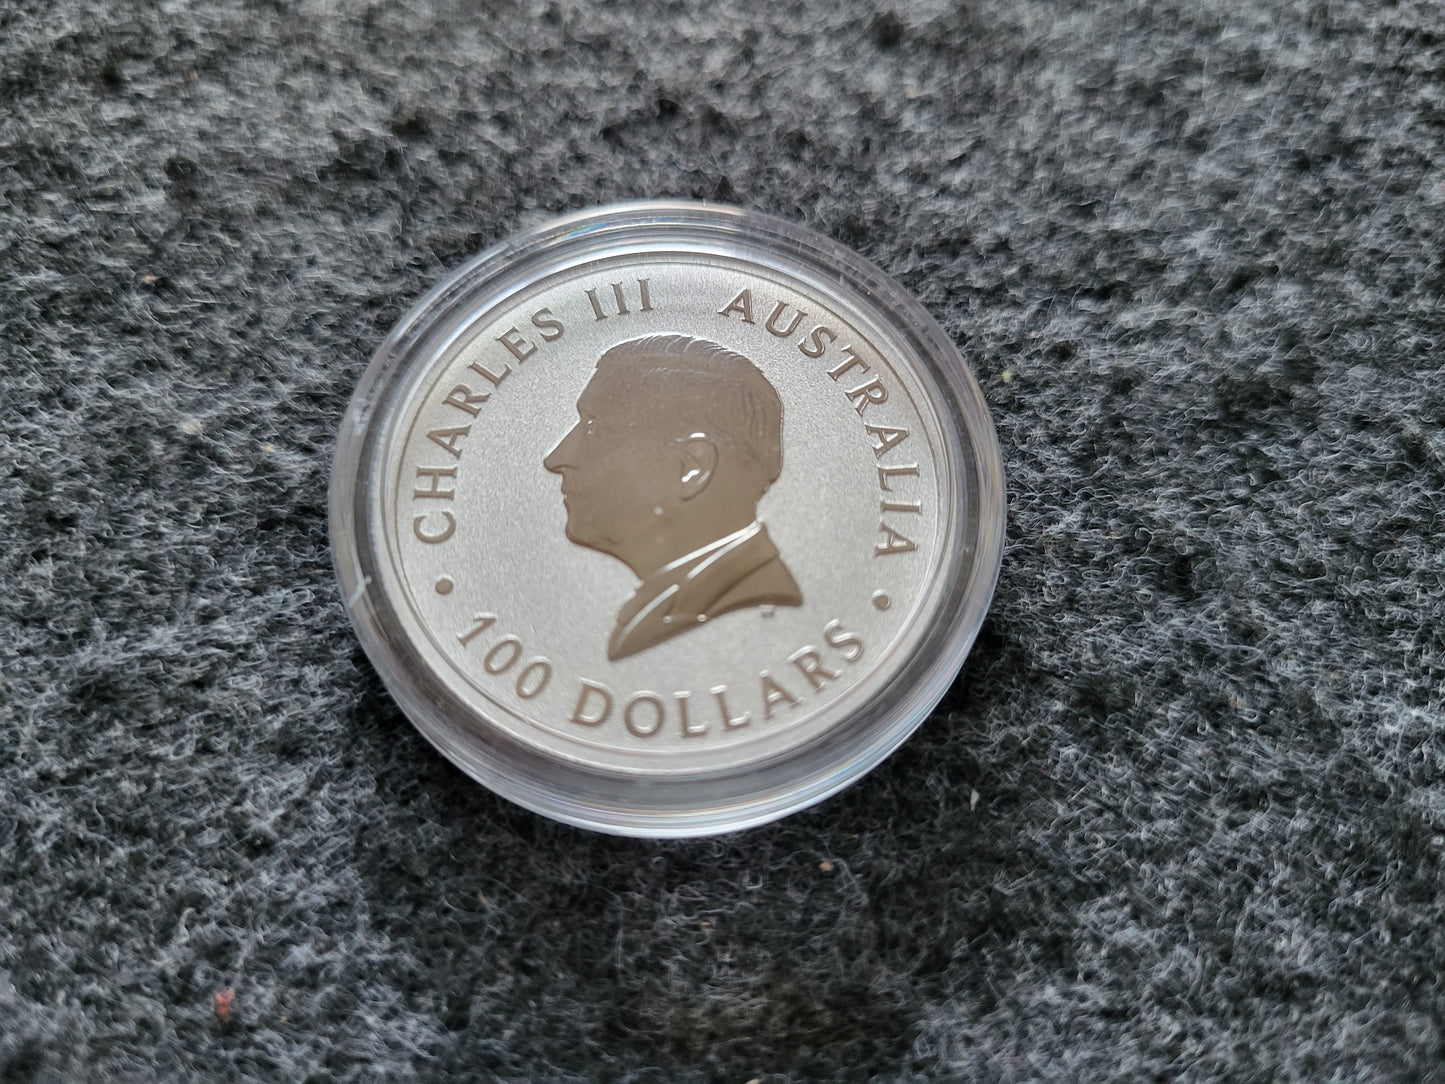 CHARLES III AUSTRALIA
• 100 DOLLARS •